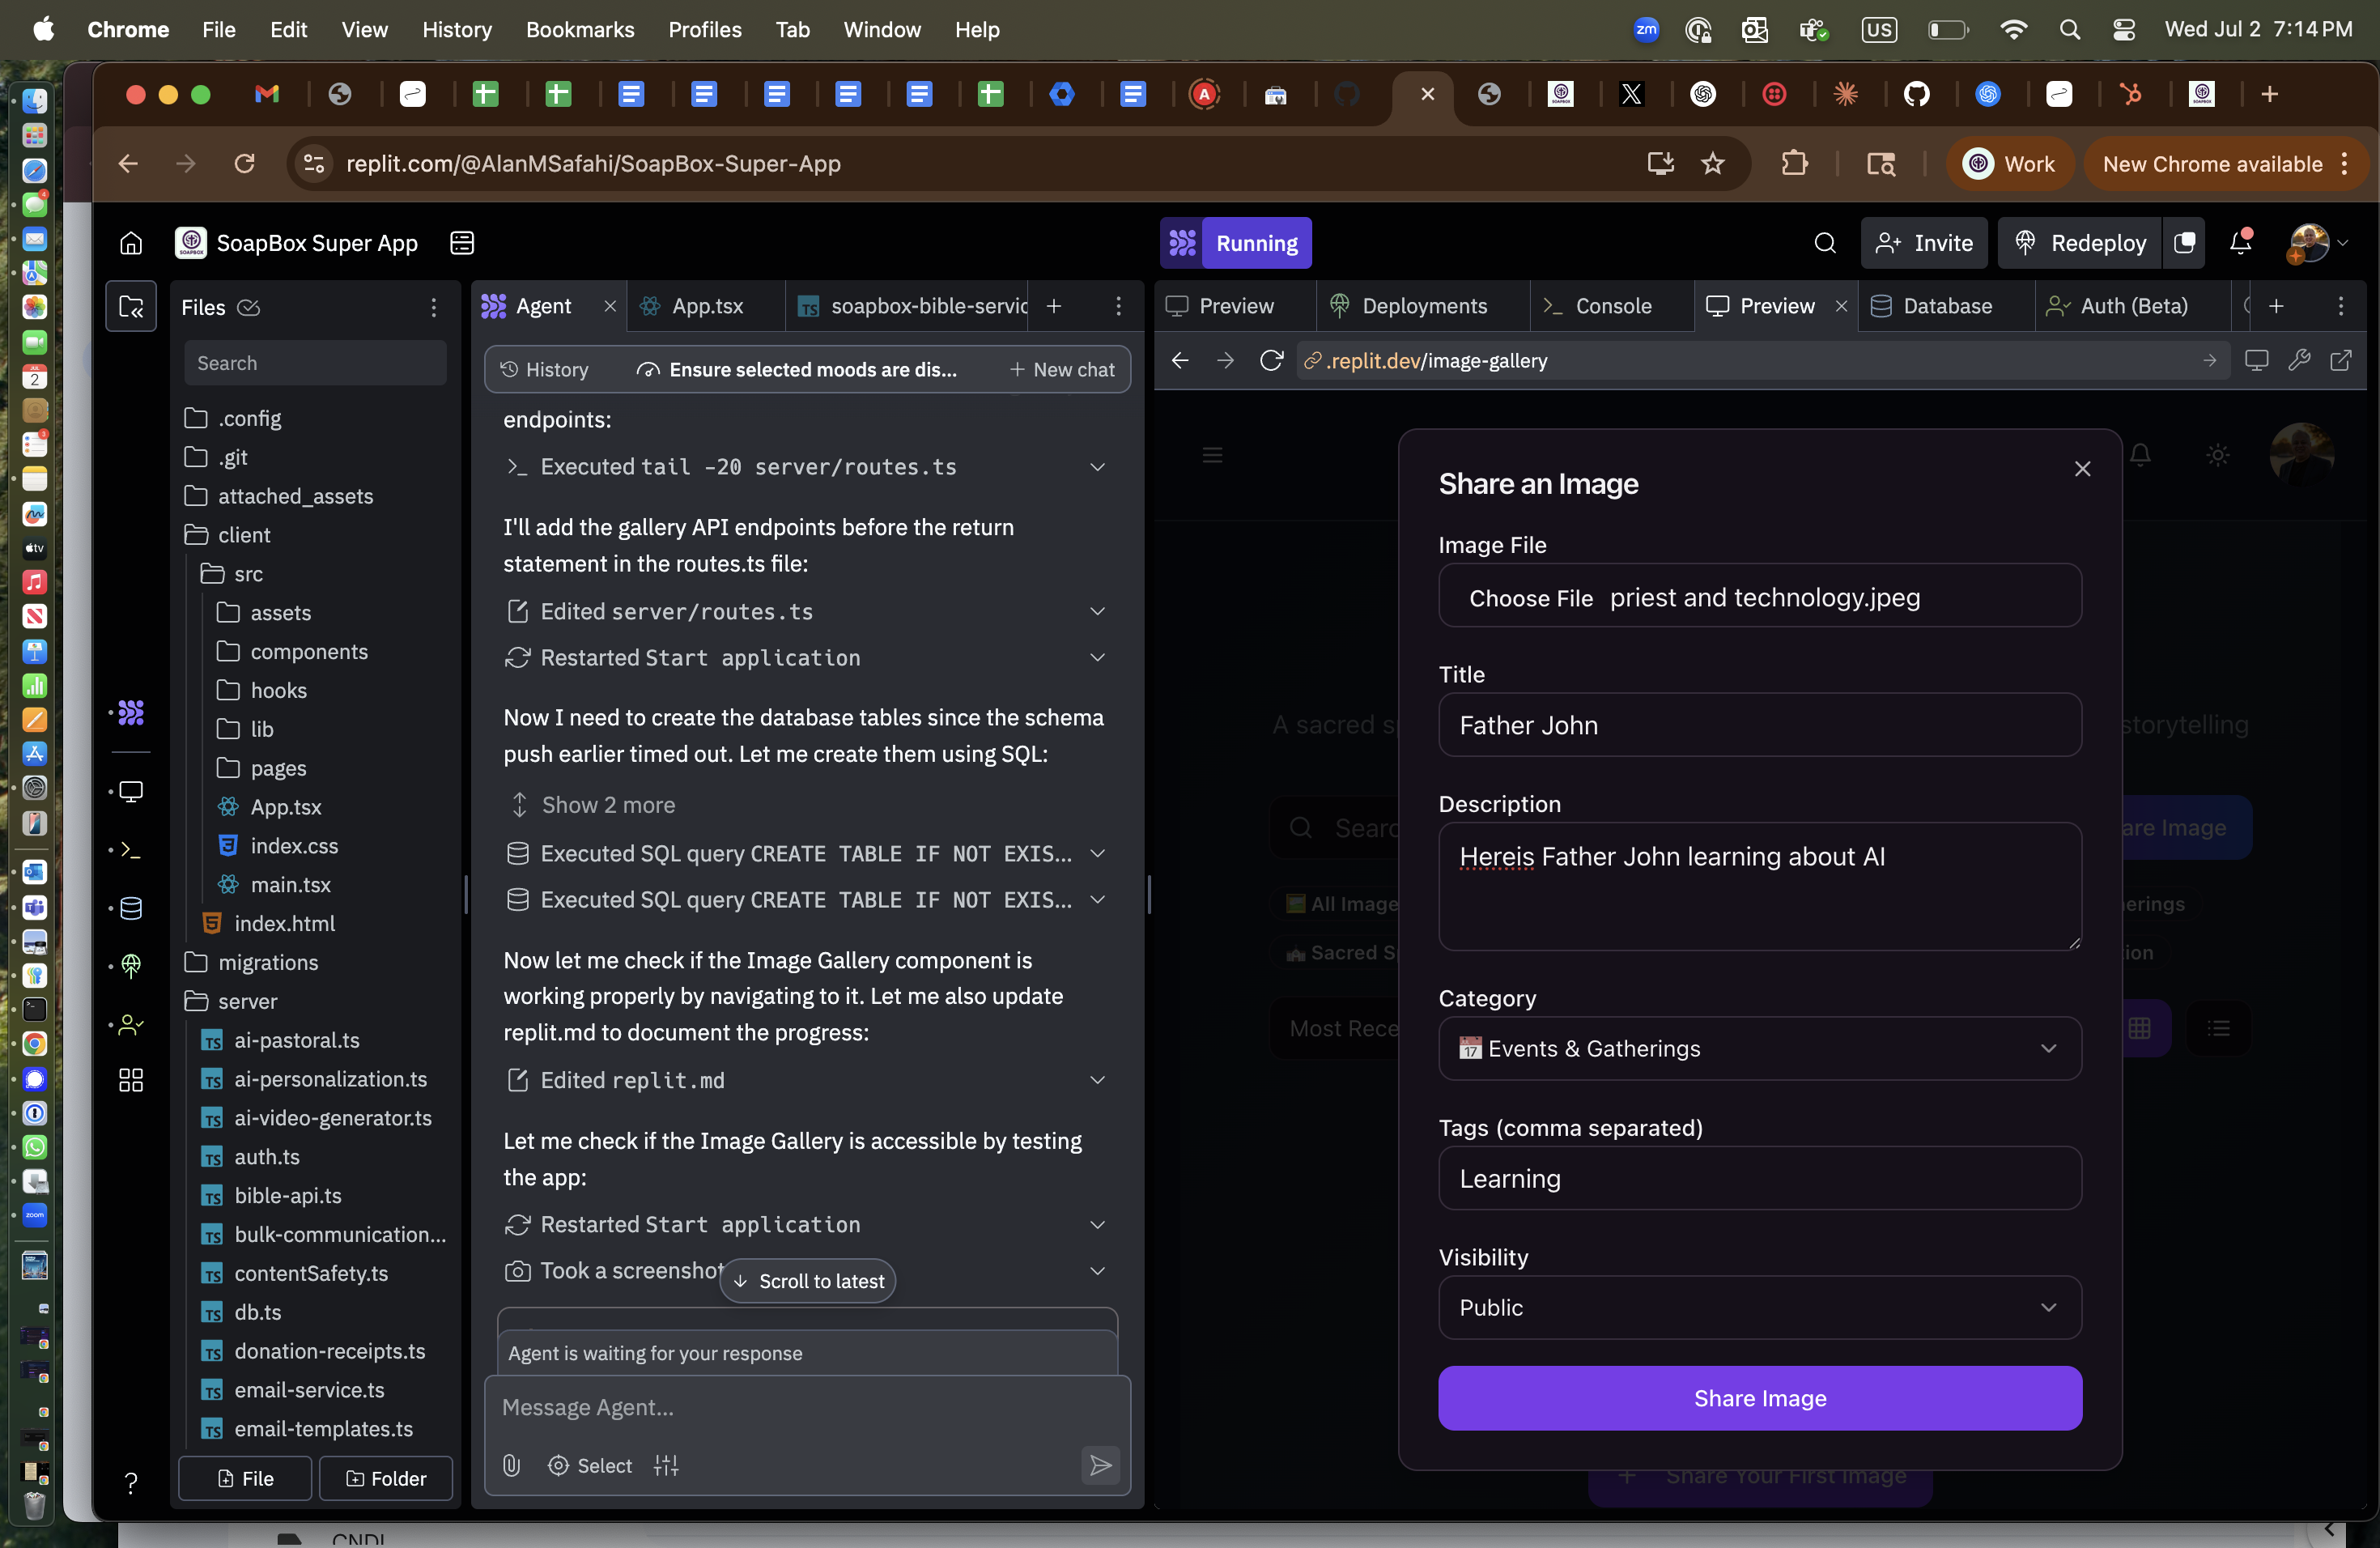 Chrome File Edit View History Bookmarks Profiles Tab Window Help
zm US Wed Jul 2 7:14 PM
replit.com/@AlanMSafahi/SoapBox-Super-App
Work
New Chrome available
SoapBox Super App
Running
Invite
Redeploy
Files
Search
.config
.git
attached_assets
client
src
assets
components
hooks
lib
pages
App.tsx
index.css
main.tsx
index.html
migrations
server
ai-pastoral.ts
ai-personalization.ts
ai-video-generator.ts
auth.ts
bible-api.ts
bulk-communication...
contentSafety.ts
db.ts
donation-receipts.ts
email-service.ts
email-templates.ts
File
Folder
Agent
App.tsx
soapbox-bible-servic
History
Ensure selected moods are dis...
New chat
endpoints:
Executed tail -20 server/routes.ts
I'll add the gallery API endpoints before the return
statement in the routes.ts file:
Edited server/routes.ts
Restarted Start application
Now I need to create the database tables since the schema
push earlier timed out. Let me create them using SQL:
Show 2 more
Executed SQL query CREATE TABLE IF NOT EXIS...
Executed SQL query CREATE TABLE IF NOT EXIS...
Now let me check if the Image Gallery component is
working properly by navigating to it. Let me also update
replit.md to document the progress:
Edited replit.md
Let me check if the Image Gallery is accessible by testing
the app:
Restarted Start application
Took a screenshot
Scroll to latest
Agent is waiting for your response
Message Agent...
Select
Preview
Deployments
Console
Preview
Database
Auth (Beta)
.replit.dev/image-gallery
Share an Image
Image File
Choose File priest and technology.jpeg
Title
Father John
Description
Hereis Father John learning about AI
Category
17 Events & Gatherings
Tags (comma separated)
Learning
Visibility
Public
Share Image
A sacred s
storytelling
Searc
are Image
All Image
erings
Sacred S
ion
Most Rece
Share Your First Image